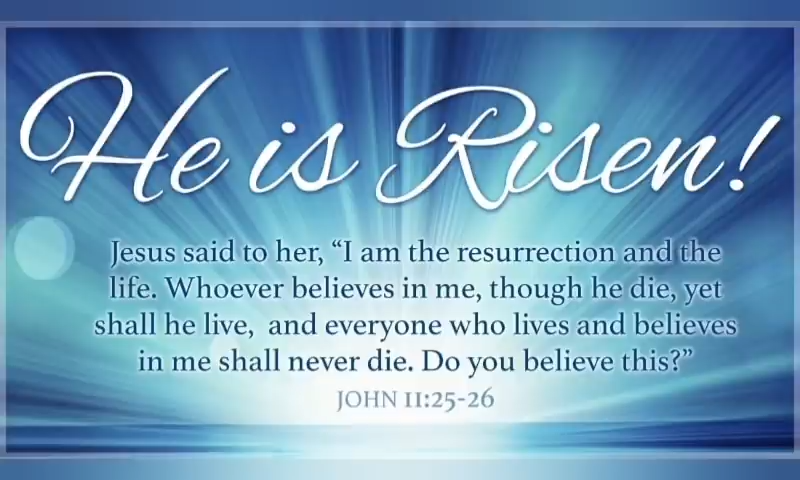 He is Risen!
Jesus said to her, “I am the resurrection and the
life. Whoever believes in me, though he die, yet
shall he live, and everyone who lives and believes
in me shall never die. Do you believe this?”
JOHN 11:25-26